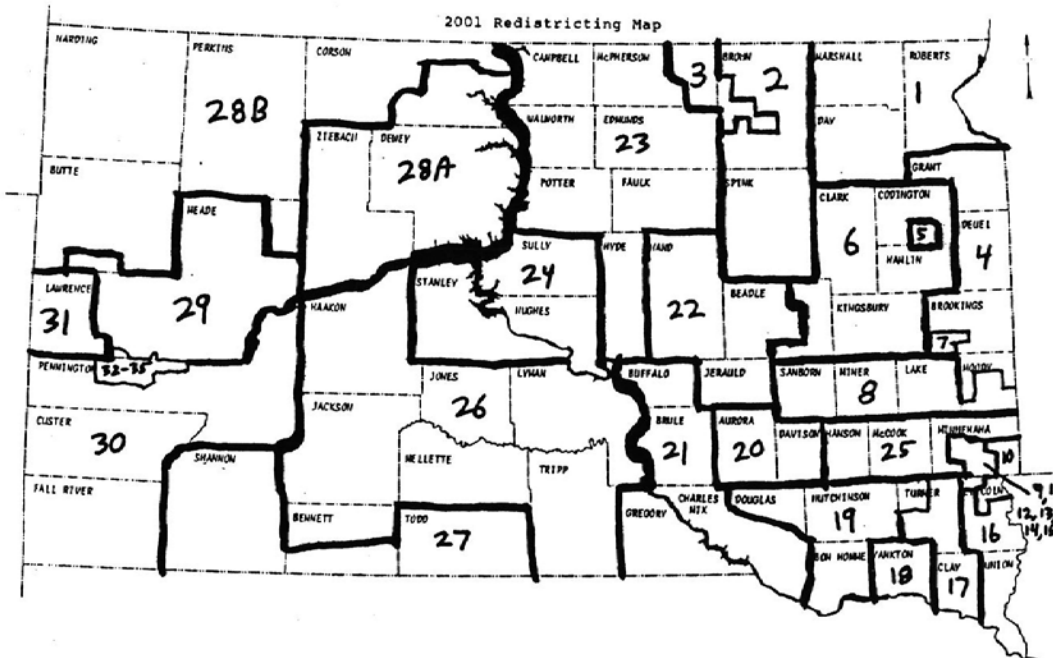 2001 Redistricting Map
HARDING
PERKINS
CORSON
CAMPBELL
McPHERSON
3
BROWN
2
MARSHALL
ROBERTS
1
28B
ZIEBACH
DEWEY
WALWORTH
EDMUNDS
23
DAY
28A
GRANT
BUTTE
MEADE
POTTER
FAULK
SPINK
CLARK
CODINGTON
6
5
DEUEL
4
SULLY
24
HYDE
HAND
HAMLIN
LAWRENCE
31
29
HAAKON
STANLEY
HUGHES
22
BEADLE
KINGSBURY
BROOKINGS
7
PENNINGTON
32-35
JONES
LYMAN
BUFFALO
JERAULD
SANBORN
MINER
LAKE
MOODY
26
8
CUSTER
30
JACKSON
BRULE
21
AURORA
20
DAVISON
HANSON
McCOOK
25
MINNEHAHA
10
SHANNON
MELLETTE
TRIPP
FALL RIVER
GREGORY
CHARLES MIX
DOUGLAS
HUTCHINSON
19
TURNER
LINCOLN
16
12, 13,
BENNETT
TODD
27
BON HOMME
YANKTON
18
CLAY
17
UNION